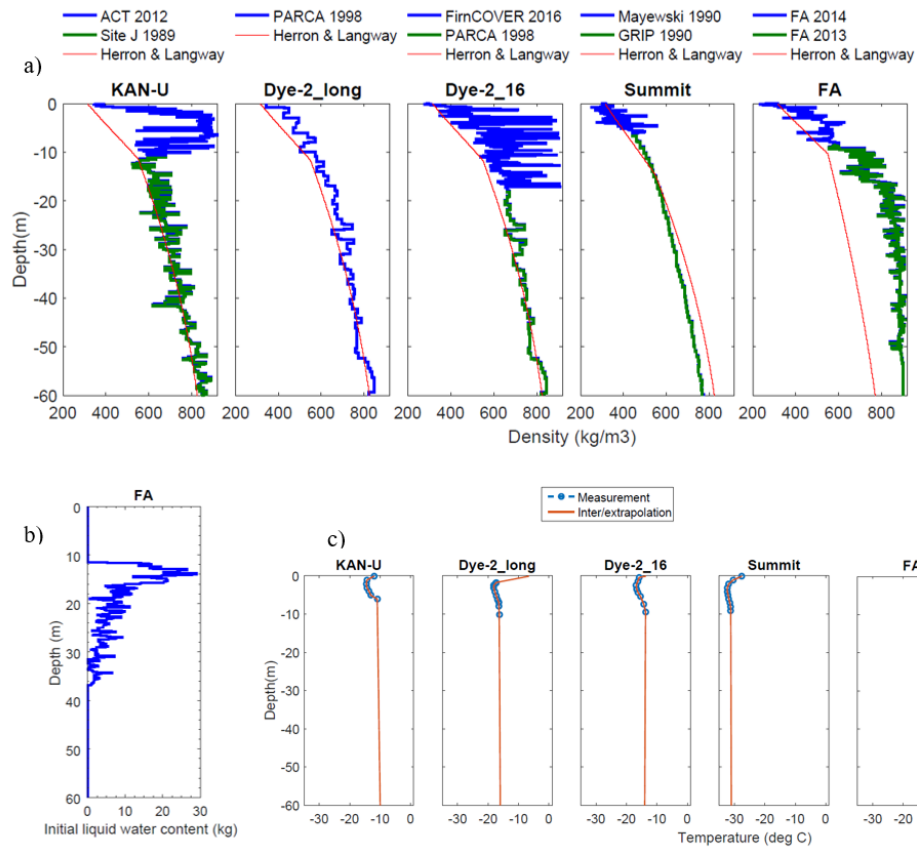 ACT 2012 PARCA 1998 FirnCOVER 2016 Mayewski 1990 FA 2014
Site J 1989 Herron & Langway PARCA 1998 GRIP 1990 FA 2013
Herron & Langway Herron & Langway Herron & Langway Herron & Langway
a)
KAN-U Dye-2_long Dye-2_16 Summit FA
0
-10
-20
-30
-40
-50
-60
Depth(m)
200 400 600 800 200 400 600 800 200 400 600 800 200 400 600 800 200 400 600 800
Density (kg/m3)
b)
FA
0
10
20
30
40
50
60
Depth (m)
0 10 20 30
Initial liquid water content (kg)
Measurement
Inter/extrapolation
c)
KAN-U Dye-2_long Dye-2_16 Summit FA
0
-10
-20
-30
-40
-50
-60
Depth(m)
-30 -20 -10 0 -30 -20 -10 0 -30 -20 -10 0 -30 -20 -10 0 -30 -20
Temperature (deg C)